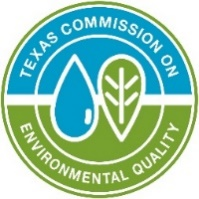 TEXAS COMMISSION ON
ENVIRONMENTAL QUALITY